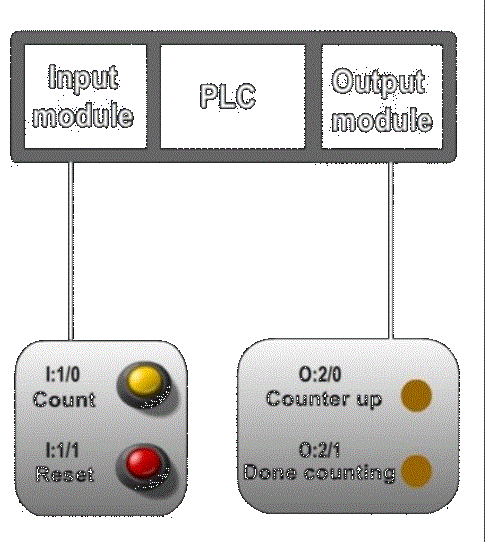 Input
module
PLC
Output
module
I:1/0
Count
I:1/1
Reset
O:2/0
Counter up
O:2/1
Done counting